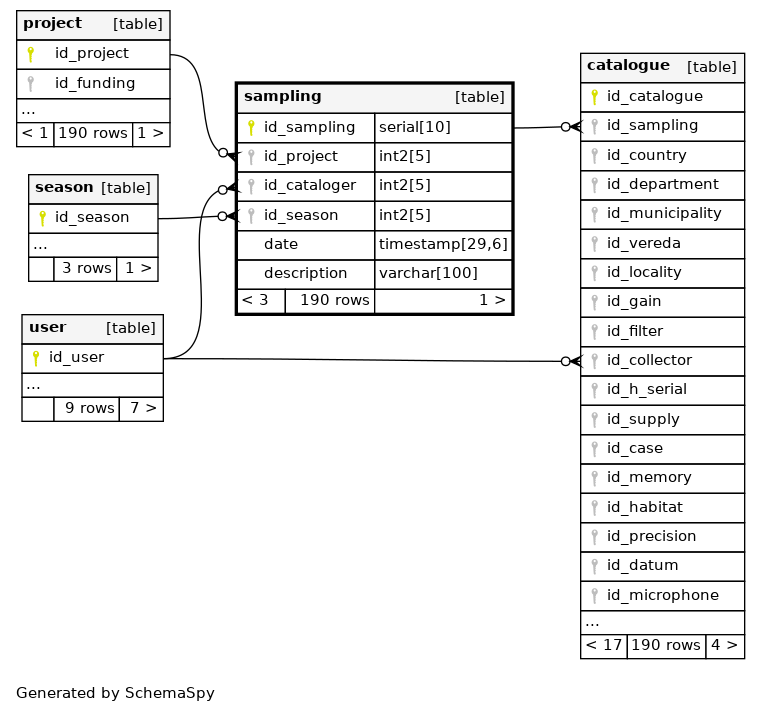 project [table]
id_project
id_funding
...
< 1 190 rows 1 >
season [table]
id_season
...
3 rows 1 >
user [table]
id_user
...
9 rows 7 >
sampling [table]
id_sampling serial[10]
id_project int2[5]
id_cataloger int2[5]
id_season int2[5]
date timestamp[29,6]
description varchar[100]
< 3 190 rows 1 >
catalogue [table]
id_catalogue
id_sampling
id_country
id_department
id_municipality
id_vereda
id_locality
id_gain
id_filter
id_collector
id_h_serial
id_supply
id_case
id_memory
id_habitat
id_precision
id_datum
id_microphone
...
< 17 190 rows 4 >
Generated by SchemaSpy